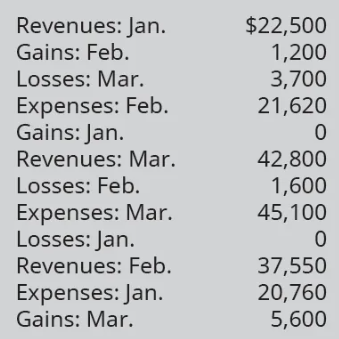 Revenues: Jan. $22,500
Gains: Feb. 1,200
Losses: Mar. 3,700
Expenses: Feb. 21,620
Gains: Jan. 0
Revenues: Mar. 42,800
Losses: Feb. 1,600
Expenses: Mar. 45,100
Losses: Jan. 0
Revenues: Feb. 37,550
Expenses: Jan. 20,760
Gains: Mar. 5,600